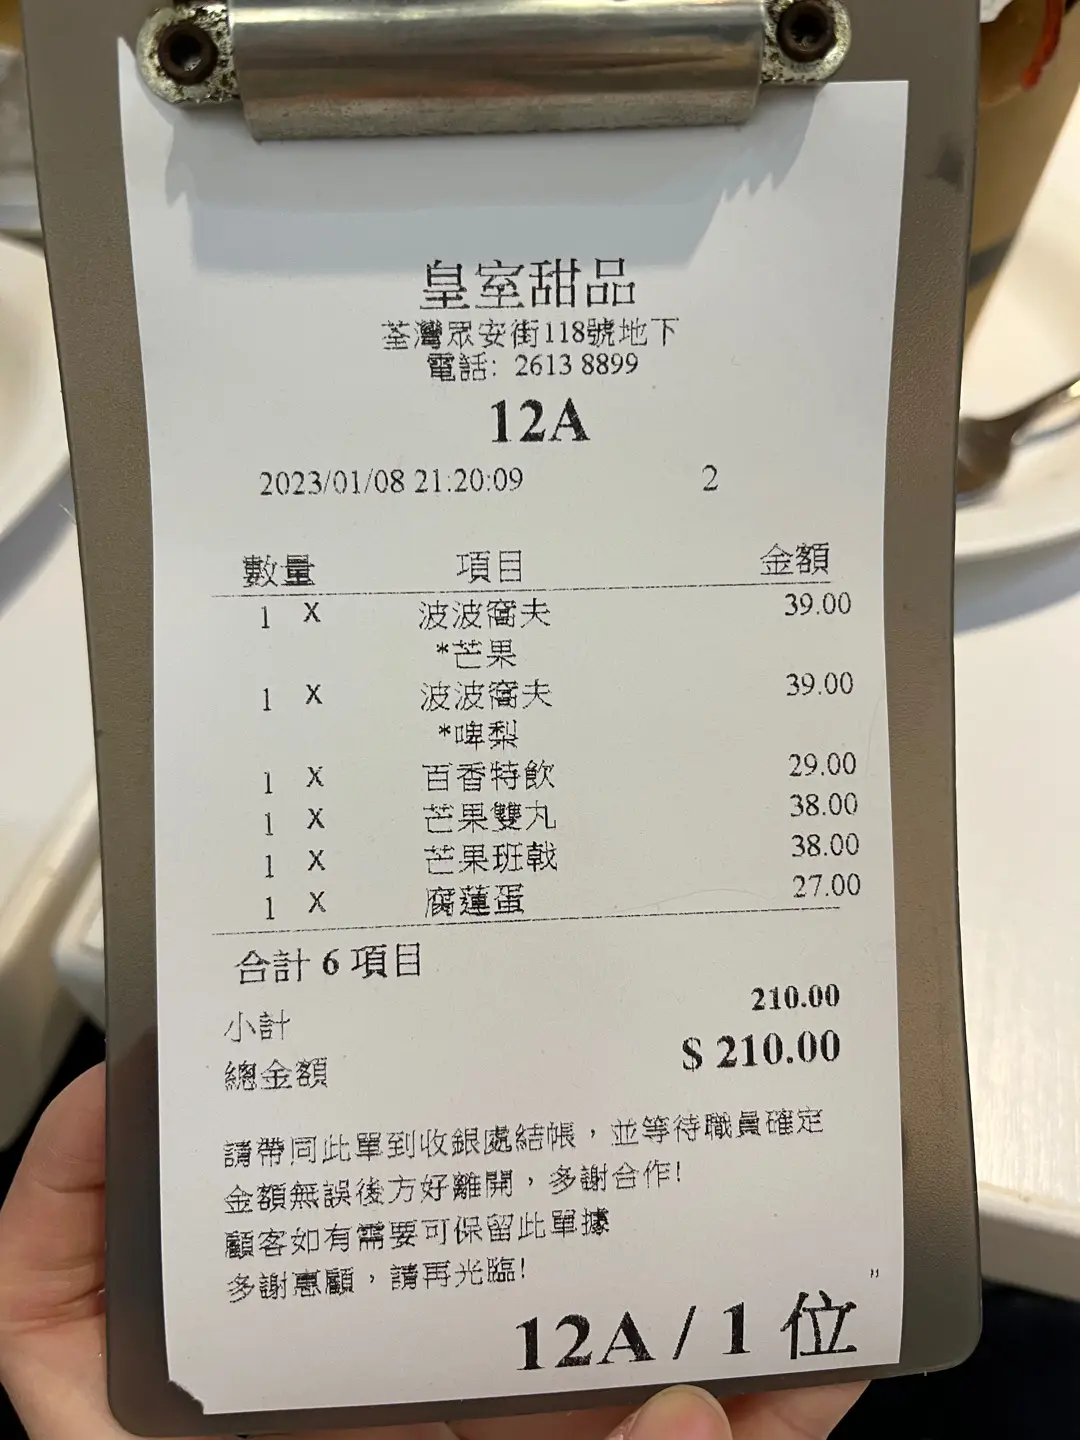 皇室甜品
荃灣眾安街118號地下
電話: 2613 8899
12A
2023/01/08 21:20:09 2
數量 項目 金額
1 X 波波窩夫 39.00
*芒果
1 X 波波窩夫 39.00
*啤梨
1 X 百香特飲 29.00
1 X 芒果雙丸 38.00
1 X 芒果班戟 38.00
1 X 腐蓮蛋 27.00
合計 6 項目
小計 210.00
總金額 $ 210.00
請帶同此單到收銀處結帳，並等待職員確定
金額無誤後方好離開，多謝合作!
顧客如有需要可保留此單據
多謝惠顧，請再光臨!
"
12A / 1 位